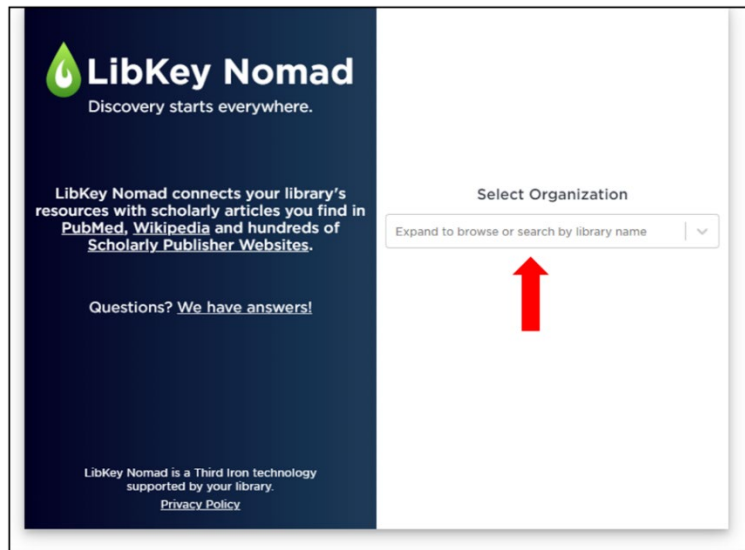 LibKey Nomad
Discovery starts everywhere.
LibKey Nomad connects your library's
resources with scholarly articles you find in
PubMed, Wikipedia and hundreds of
Scholarly Publisher Websites.
Questions? We have answers!
LibKey Nomad is a Third Iron technology
supported by your library.
Privacy Policy
Select Organization
Expand to browse or search by library name